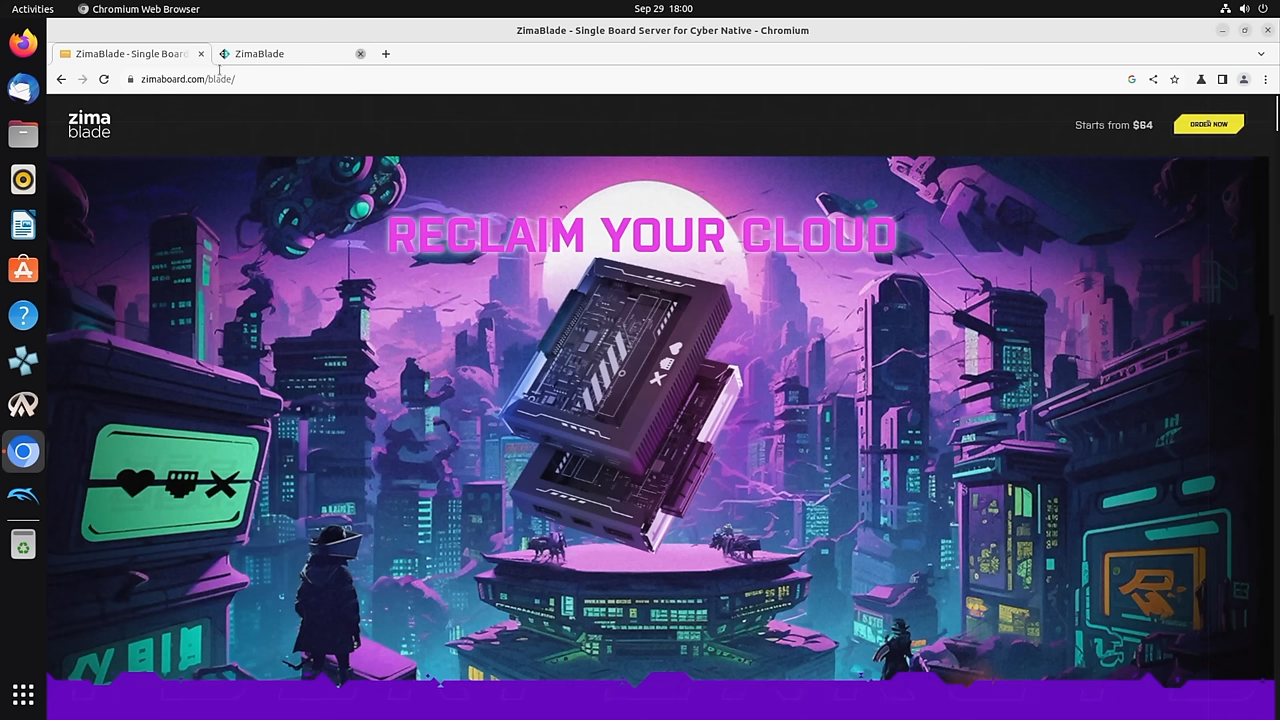 Activities
Chromium Web Browser
Sep 29 18:00
ZimaBlade - Single Board Server for Cyber Native - Chromium
ZimaBlade - Single Board
ZimaBlade
zimaboard.com/blade/
zima
blade
Starts from $64
ORDER NOW
RECLAIM YOUR CLOUD